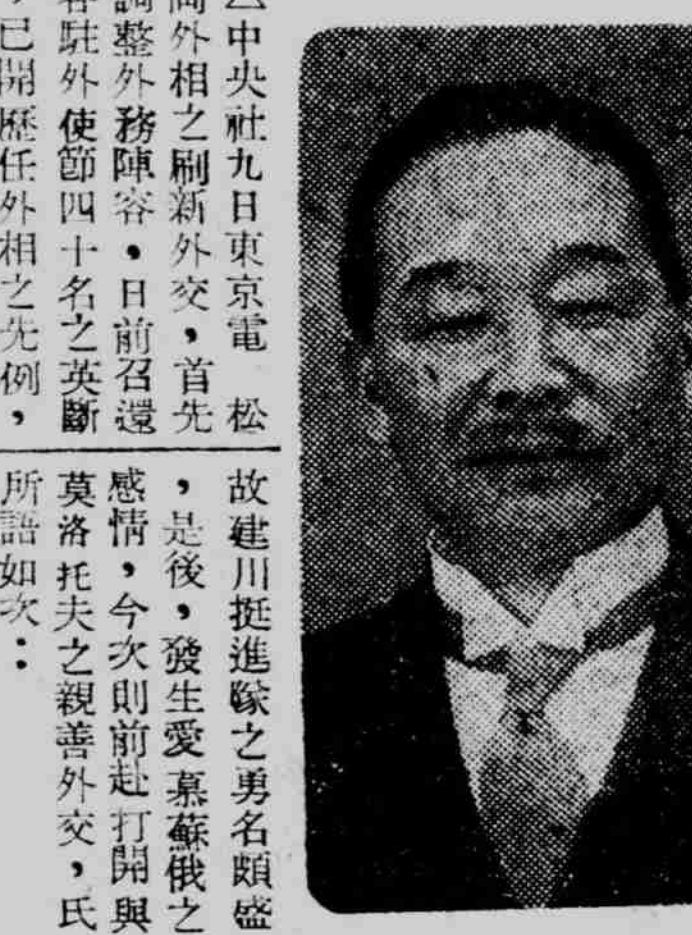 中央社九日東京電　松
岡外相之刷新外交，首先
調整外務陣容，日前召還
各駐外使節四十名之英斷
，已開歷任外相之先例，
故建川挺進隊之勇名頗盛
，是後，發生愛慕蘇俄之
感情，今次則前赴打開與
莫洛托夫之親善外交，氏
所語如次：